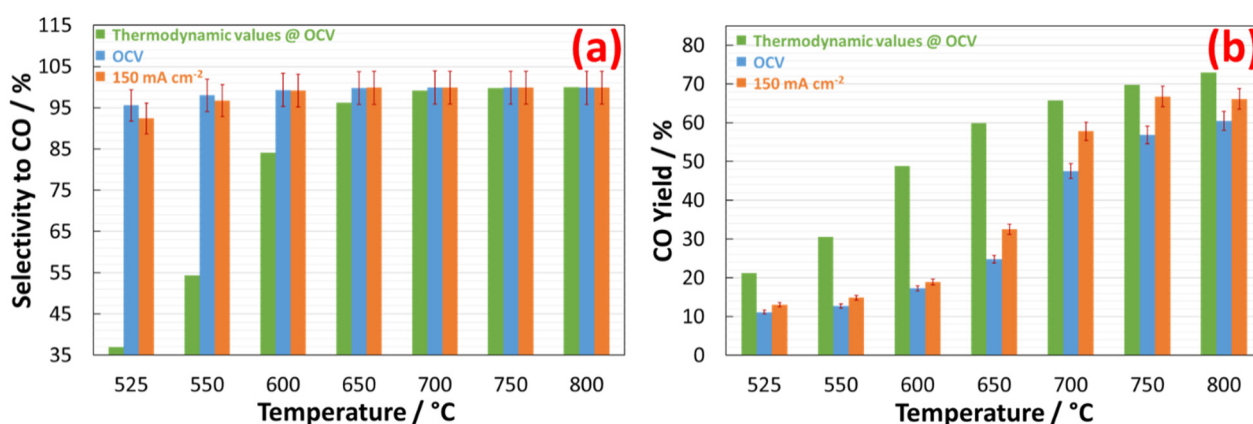 115
105
95
85
75
65
55
45
35
Selectivity to CO / %
Thermodynamic values @ OCV
OCV
150 mA cm⁻²
(a)
525 550 600 650 700 750 800
Temperature / °C
80
70
60
50
40
30
20
10
0
CO Yield / %
Thermodynamic values @ OCV
OCV
150 mA cm⁻²
(b)
525 550 600 650 700 750 800
Temperature / °C